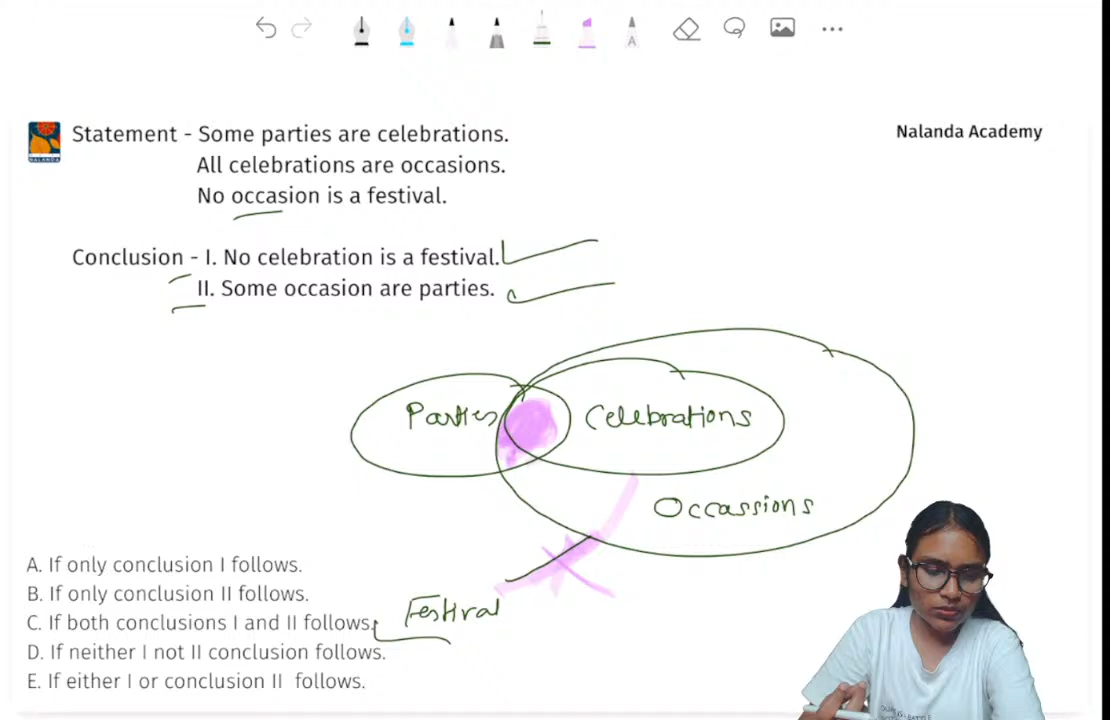 Statement - Some parties are celebrations.
Nalanda Academy
All celebrations are occasions.
No occasion is a festival.
Conclusion - I. No celebration is a festival.
II. Some occasion are parties.
Parties
Celebrations
Occassions
A. If only conclusion I follows.
B. If only conclusion II follows.
C. If both conclusions I and II follows.
Festival
D. If neither I not II conclusion follows.
E. If either I or conclusion II follows.
NALANDA
A